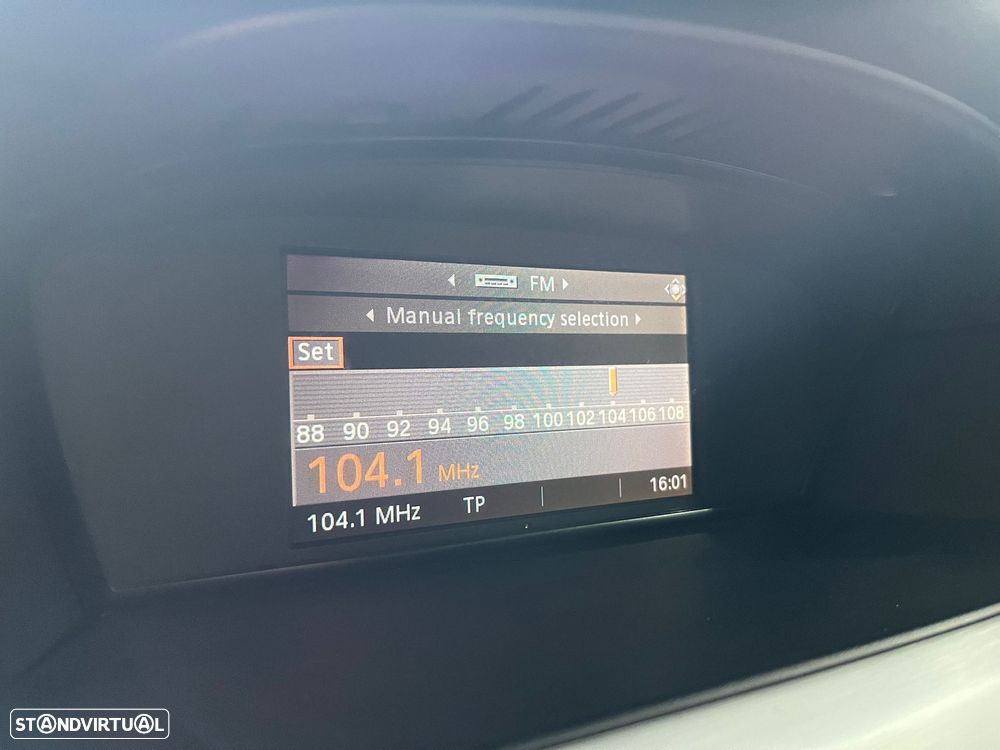 FM
Manual frequency selection
Set
88 90 92 94 96 98 100 102 104 106 108
104.1 MHz
104.1 MHz TP 16:01
STANDVIRTUAL